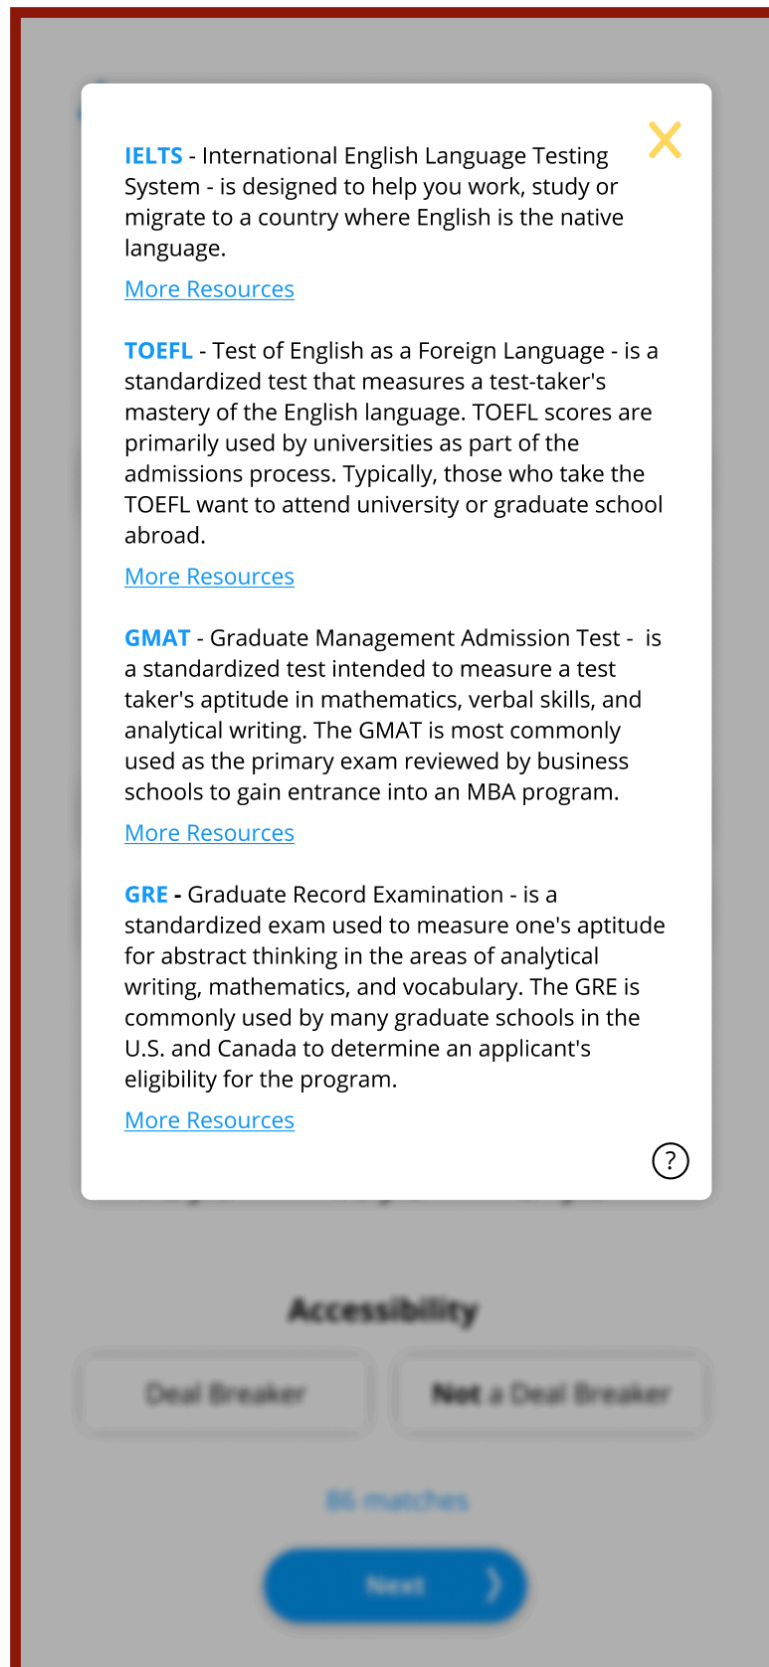 IELTS - International English Language Testing
System - is designed to help you work, study or
migrate to a country where English is the native
language.
More Resources
TOEFL - Test of English as a Foreign Language - is a
standardized test that measures a test-taker's
mastery of the English language. TOEFL scores are
primarily used by universities as part of the
admissions process. Typically, those who take the
TOEFL want to attend university or graduate school
abroad.
More Resources
GMAT - Graduate Management Admission Test -  is
a standardized test intended to measure a test
taker's aptitude in mathematics, verbal skills, and
analytical writing. The GMAT is most commonly
used as the primary exam reviewed by business
schools to gain entrance into an MBA program.
More Resources
GRE - Graduate Record Examination - is a
standardized exam used to measure one's aptitude
for abstract thinking in the areas of analytical
writing, mathematics, and vocabulary. The GRE is
commonly used by many graduate schools in the
U.S. and Canada to determine an applicant's
eligibility for the program.
More Resources
?
Accessibility
Deal Breaker
Not a Deal Breaker
86 matches
Next